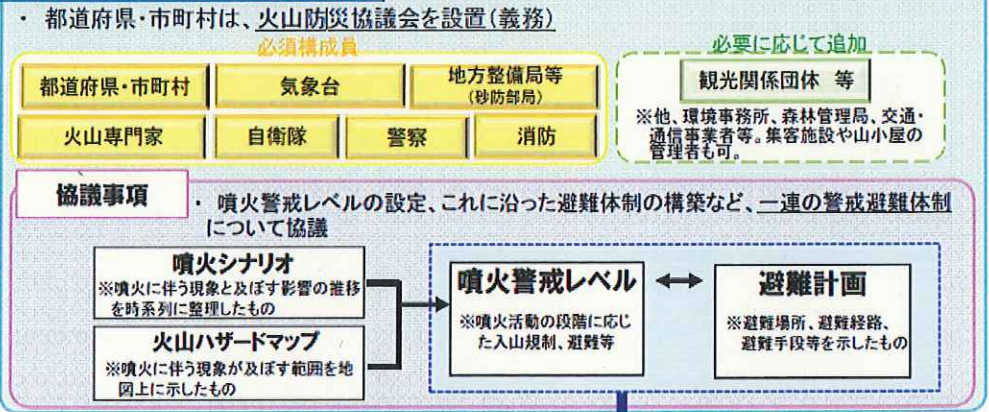 ・ 都道府県・市町村は、火山防災協議会を設置(義務)
必須構成員
都道府県・市町村
気象台
地方整備局等
(砂防部局)
火山専門家
自衛隊
警察
消防
必要に応じて追加
観光関係団体 等
※他、環境事務所、森林管理局、交通・
通信事業者等。集客施設や山小屋の
管理者も可。
協議事項
・ 噴火警戒レベルの設定、これに沿った避難体制の構築など、一連の警戒避難体制
について協議
噴火シナリオ
※噴火に伴う現象と及ぼす影響の推移
を時系列に整理したもの
火山ハザードマップ
※噴火に伴う現象が及ぼす範囲を地
図上に示したもの
噴火警戒レベル
※噴火活動の段階に応じ
た入山規制、避難等
避難計画
※避難場所、避難経路、
避難手段等を示したもの